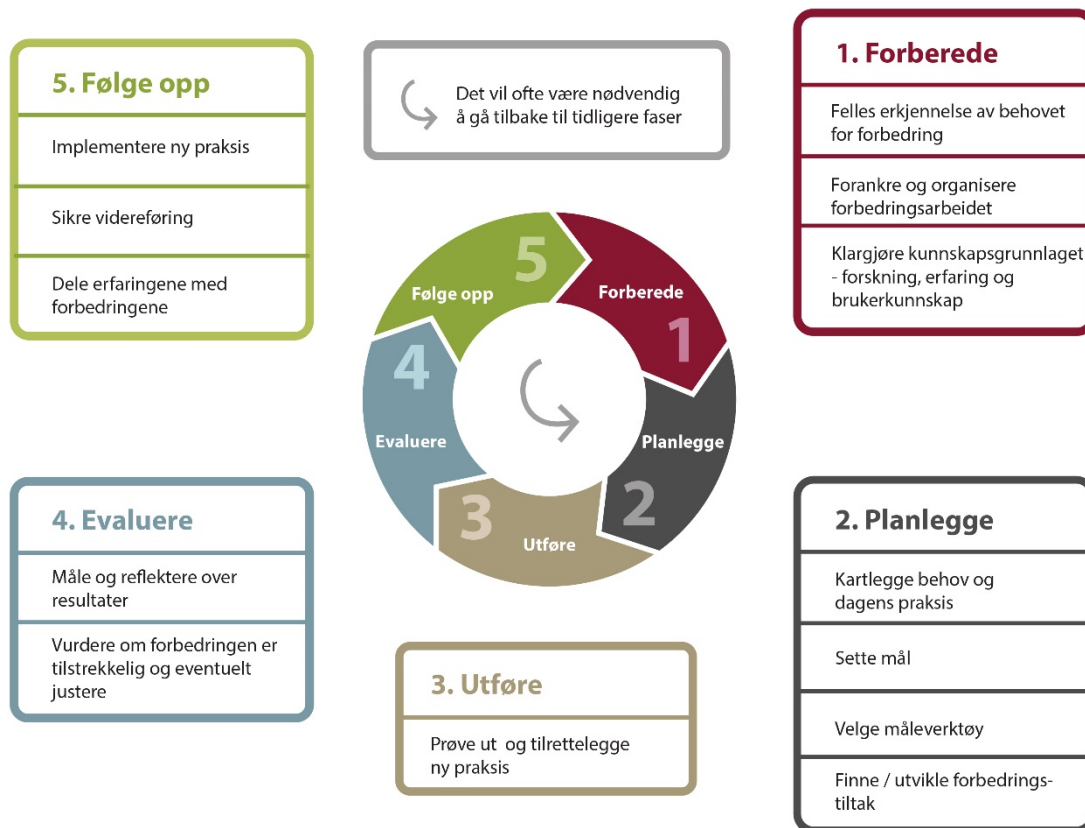 1. Forberede
Felles erkjennelse av behovet
for forbedring
Forankre og organisere
forbedringsarbeidet
Klargjøre kunnskapsgrunnlaget
- forskning, erfaring og
brukerkunnskap
2. Planlegge
Kartlegge behov og
dagens praksis
Sette mål
Velge måleverktøy
Finne / utvikle forbedrings-
tiltak
3. Utføre
Prøve ut og tilrettelegge
ny praksis
4. Evaluere
Måle og reflektere over
resultater
Vurdere om forbedringen er
tilstrekkelig og eventuelt
justere
5. Følge opp
Implementere ny praksis
Sikre videreføring
Dele erfaringene med
forbedringene
Det vil ofte være nødvendig
å gå tilbake til tidligere faser
Forberede
1
Planlegge
2
Utføre
3
Evaluere
4
Følge opp
5